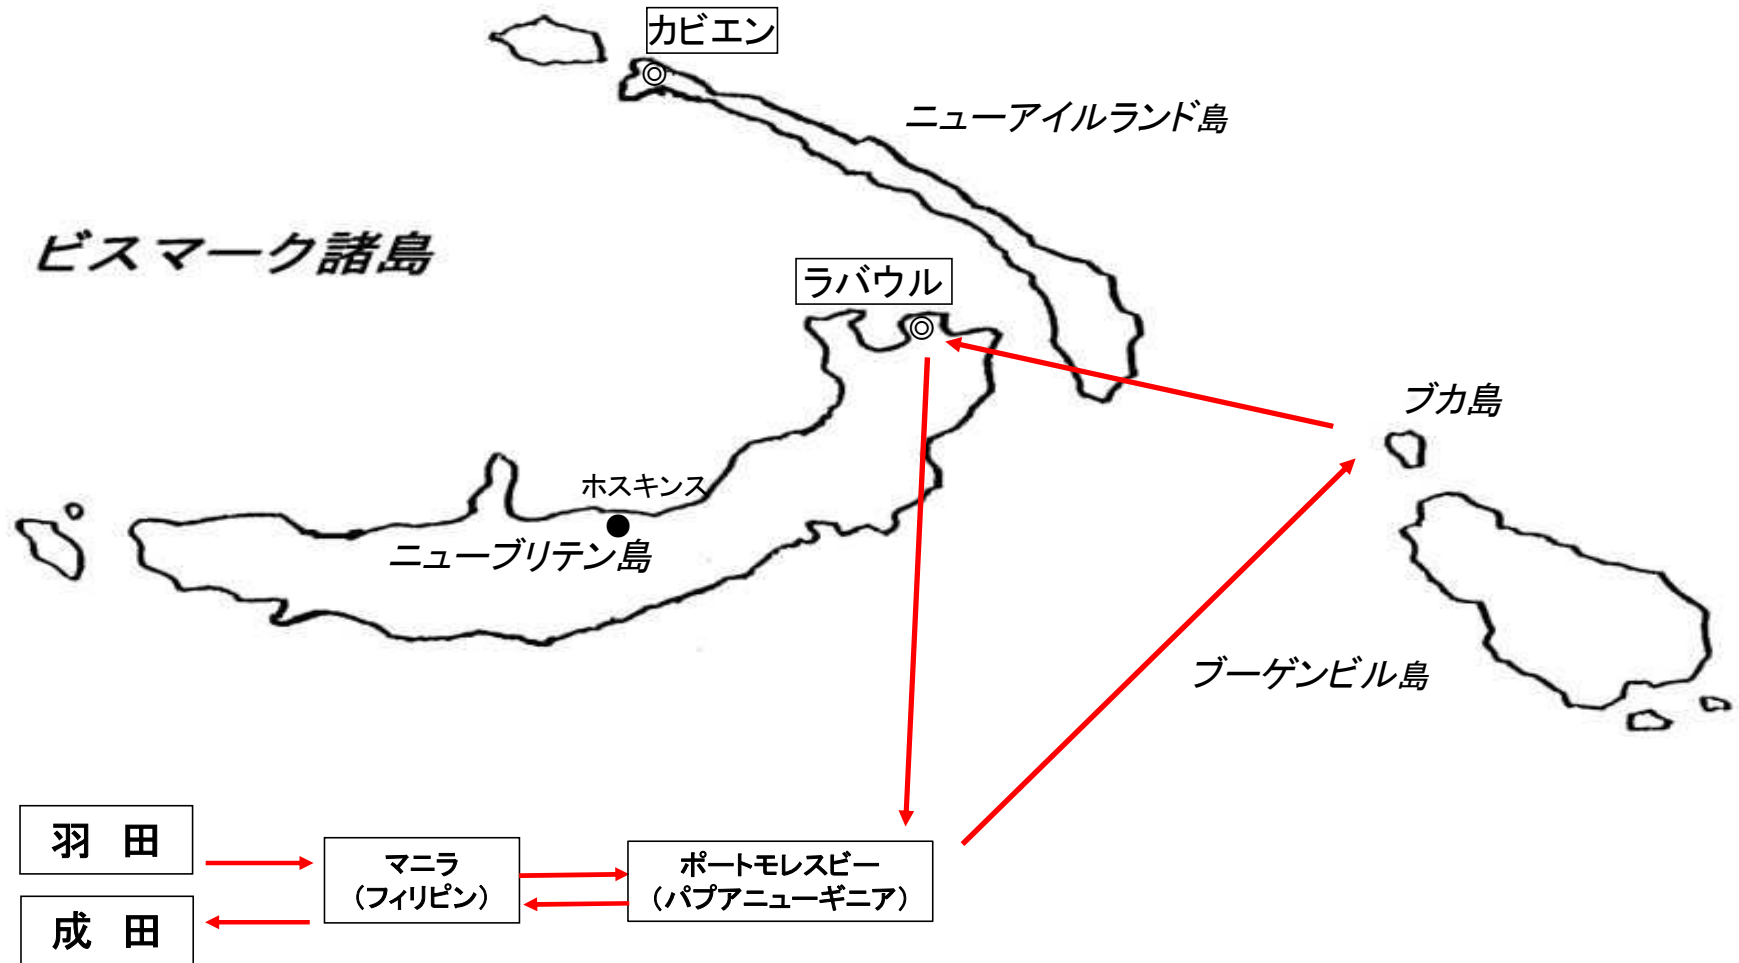 カビエン
ニューアイルランド島
ビスマーク諸島
ラバウル
ブカ島
ホスキンス
ニューブリテン島
ブーゲンビル島
羽 田
マニラ
(フィリピン)
ポートモレスビー
(パプアニューギニア)
成 田